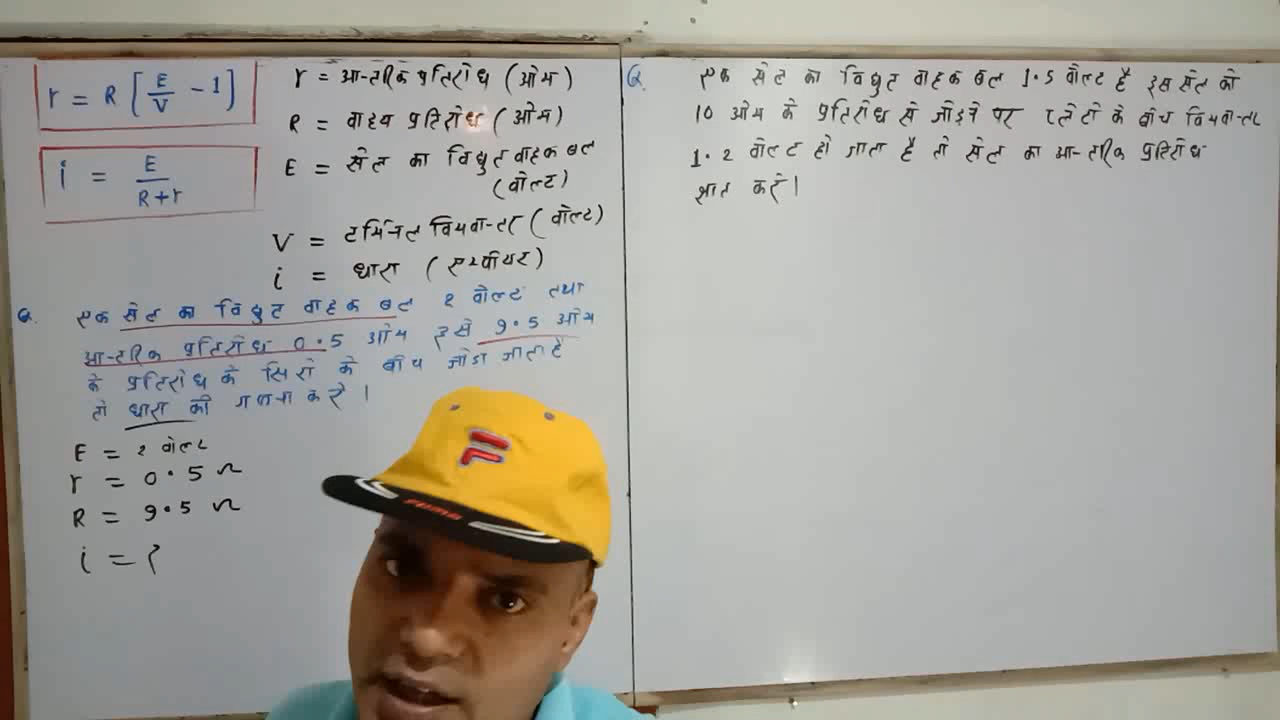 r = R [ E/V - 1 ]
i = E/R+r
r = आन्तरिक प्रतिरोध (ओम)
R = वाहय प्रतिरोध (ओम)
E = सेल का विधुत वाहक बल
(वोल्ट)
V = टर्मिनल विभवान्तर (वोल्ट)
i = धारा (एम्पीयर)
Q. एक सेल का विधुत वाहक बल 2 वोल्ट तथा
आन्तरिक प्रतिरोध 0.5 ओम इसे 9.5 ओम
के प्रतिरोध के सिरो के बीच जोडा जाता है
तो धारा की गणना करे।
E = 2 वोल्ट
r = 0.5 Ω
R = 9.5 Ω
i = ?
Q. एक सेल का विधुत वाहक बल 1.5 वोल्ट है इस सेल को
10 ओम के प्रतिरोध से जोड़ने पर प्लेटो के बीच विभवान्तर
1.2 वोल्ट हो जाता है तो सेल का आन्तरिक प्रतिरोध
ज्ञात करे।
F
PUMA